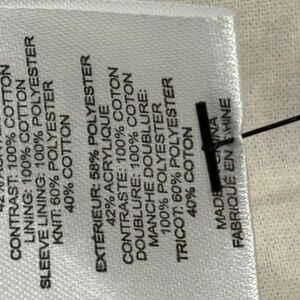 CONTRAST: 100% COTTON
LINING: 100% COTTON
SLEEVE LINING: 100% POLYESTER
KNIT: 60% POLYESTER
40% COTTON
EXTÉRIEUR: 58% POLYESTER
42% ACRYLIQUE
CONTRASTE: 100% COTON
DOUBLURE: 100% COTON
MANCHE DOUBLURE:
100% POLYESTER
TRICOT: 60% POLYESTER
40% COTON
MADE
FABRIQUÉ EN